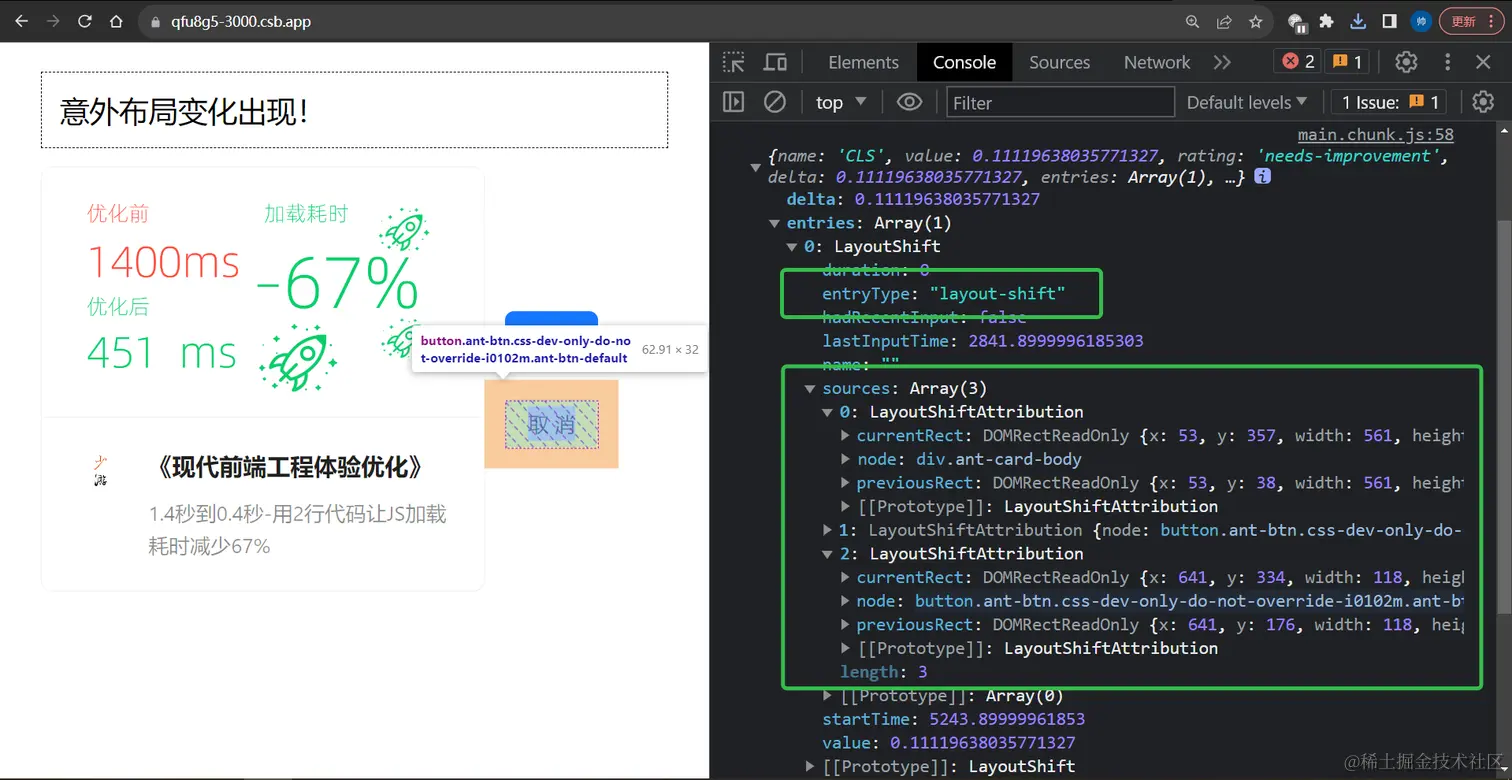 qfu8g5-3000.csb.app
帅
更新
意外布局变化出现！
优化前
加载耗时
1400ms
-67%
优化后
451 ms
button.ant-btn.css-dev-only-do-no
t-override-i0102m.ant-btn-default
62.91 × 32
取消
少
游
《现代前端工程体验优化》
1.4秒到0.4秒-用2行代码让JS加载
耗时减少67%
Elements Console Sources Network 2 1
top Filter Default levels 1 Issue: 1
main.chunk.js:58
{name: 'CLS', value: 0.11119638035771327, rating: 'needs-improvement',
delta: 0.11119638035771327, entries: Array(1), …}
delta: 0.11119638035771327
entries: Array(1)
0: LayoutShift
duration: 0
entryType: "layout-shift"
hadRecentInput: false
lastInputTime: 2841.8999996185303
name: ""
sources: Array(3)
0: LayoutShiftAttribution
currentRect: DOMRectReadOnly {x: 53, y: 357, width: 561, height
node: div.ant-card-body
previousRect: DOMRectReadOnly {x: 53, y: 38, width: 561, height
[[Prototype]]: LayoutShiftAttribution
1: LayoutShiftAttribution {node: button.ant-btn.css-dev-only-do-
2: LayoutShiftAttribution
currentRect: DOMRectReadOnly {x: 641, y: 334, width: 118, heigh
node: button.ant-btn.css-dev-only-do-not-override-i0102m.ant-bt
previousRect: DOMRectReadOnly {x: 641, y: 176, width: 118, heig
[[Prototype]]: LayoutShiftAttribution
length: 3
[[Prototype]]: Array(0)
startTime: 5243.89999961853
value: 0.11119638035771327
[[Prototype]]: LayoutShift
@稀土掘金技术社区